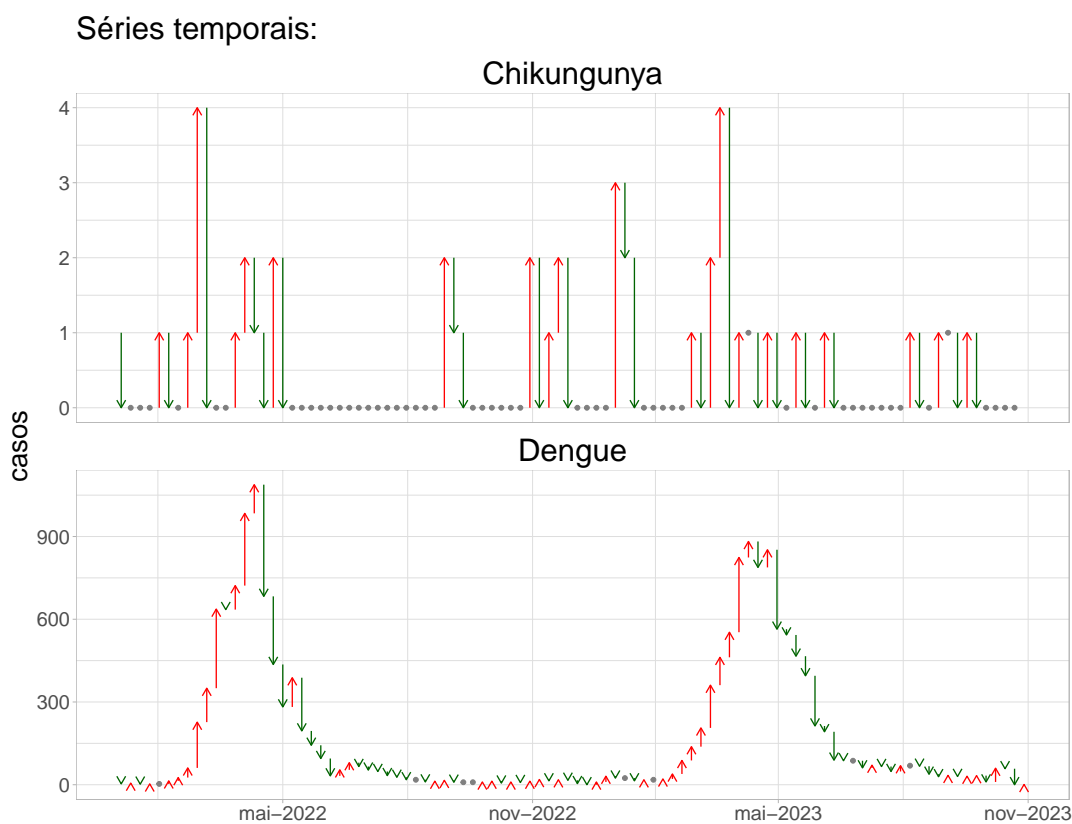 Séries temporais:
Chikungunya
4
3
2
1
0
casos
Dengue
900
600
300
0
mai−2022
nov−2022
mai−2023
nov−2023